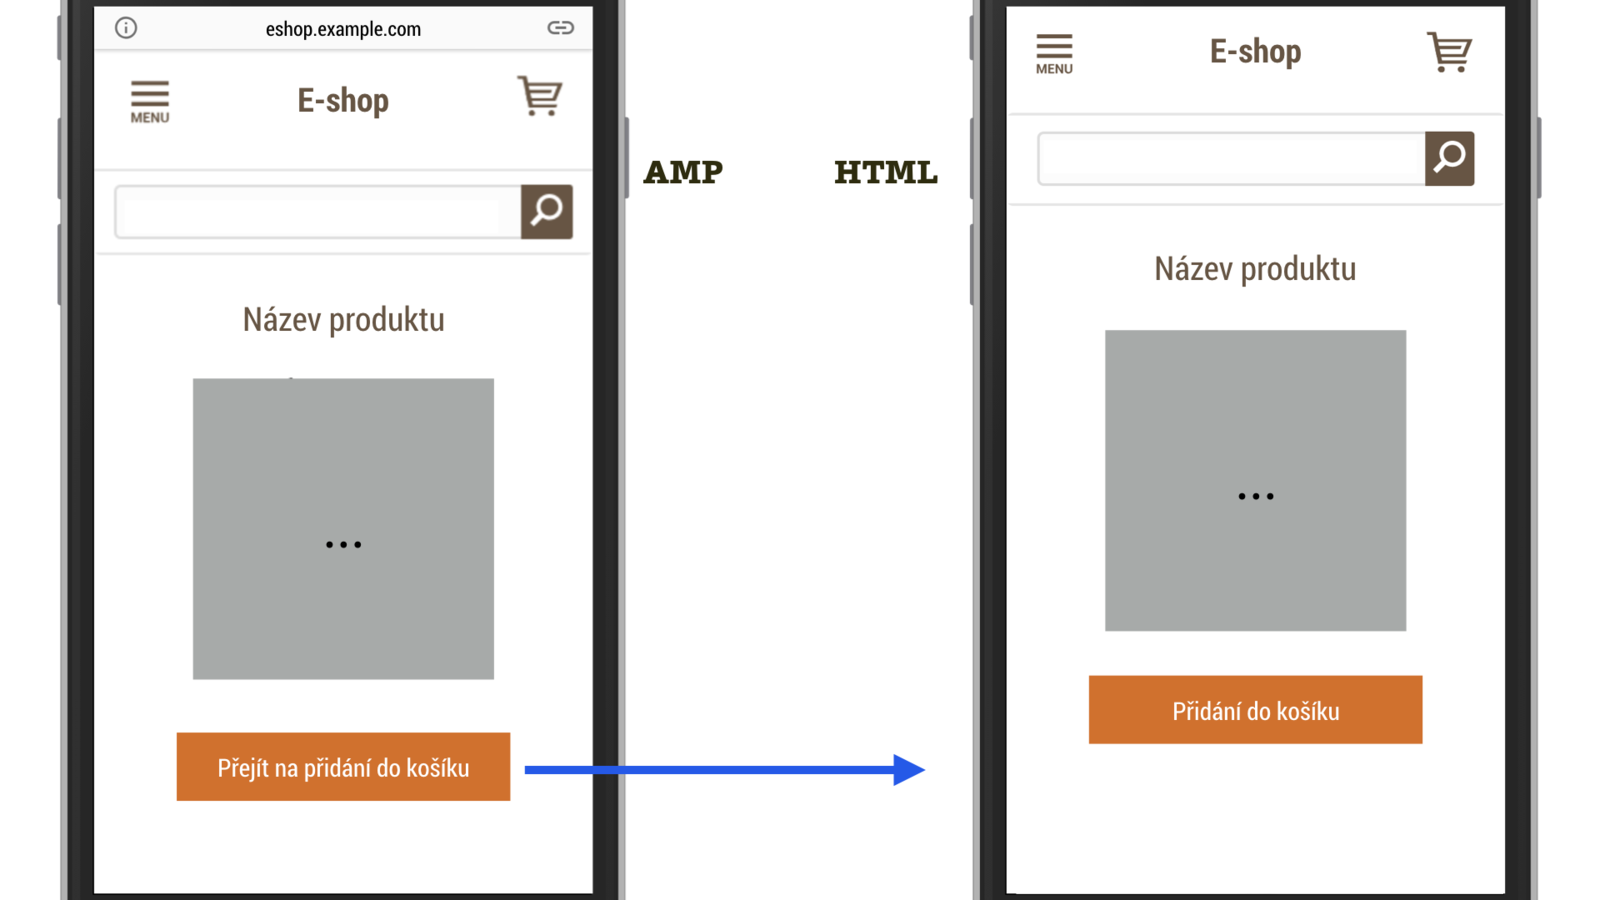 eshop.example.com
MENU
E-shop
Název produktu
...
Přejít na přidání do košíku
AMP
HTML
MENU
E-shop
Název produktu
...
Přidání do košíku